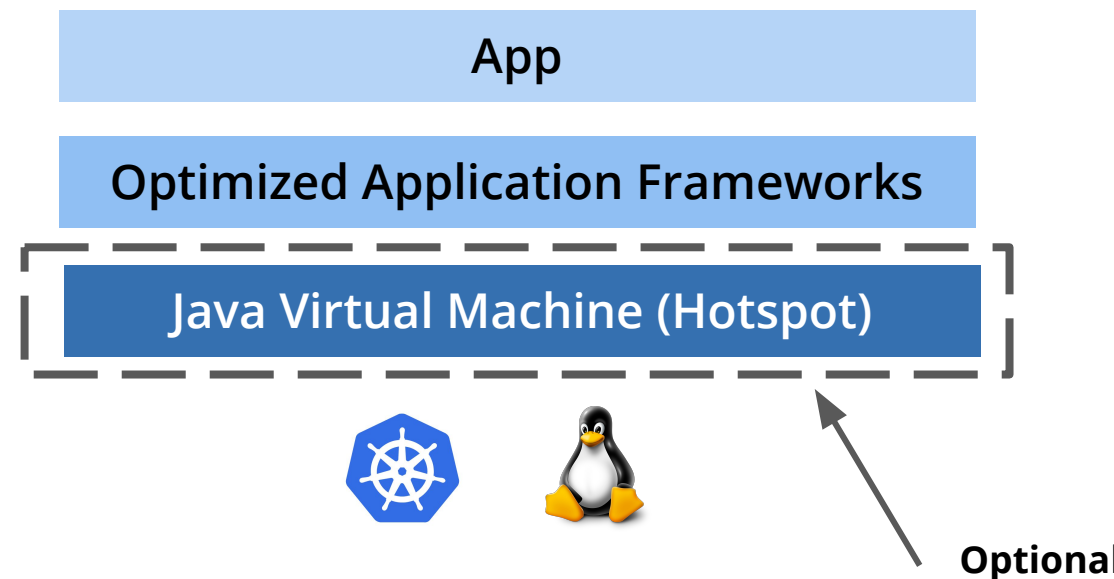 App
Optimized Application Frameworks
Java Virtual Machine (Hotspot)
Optional